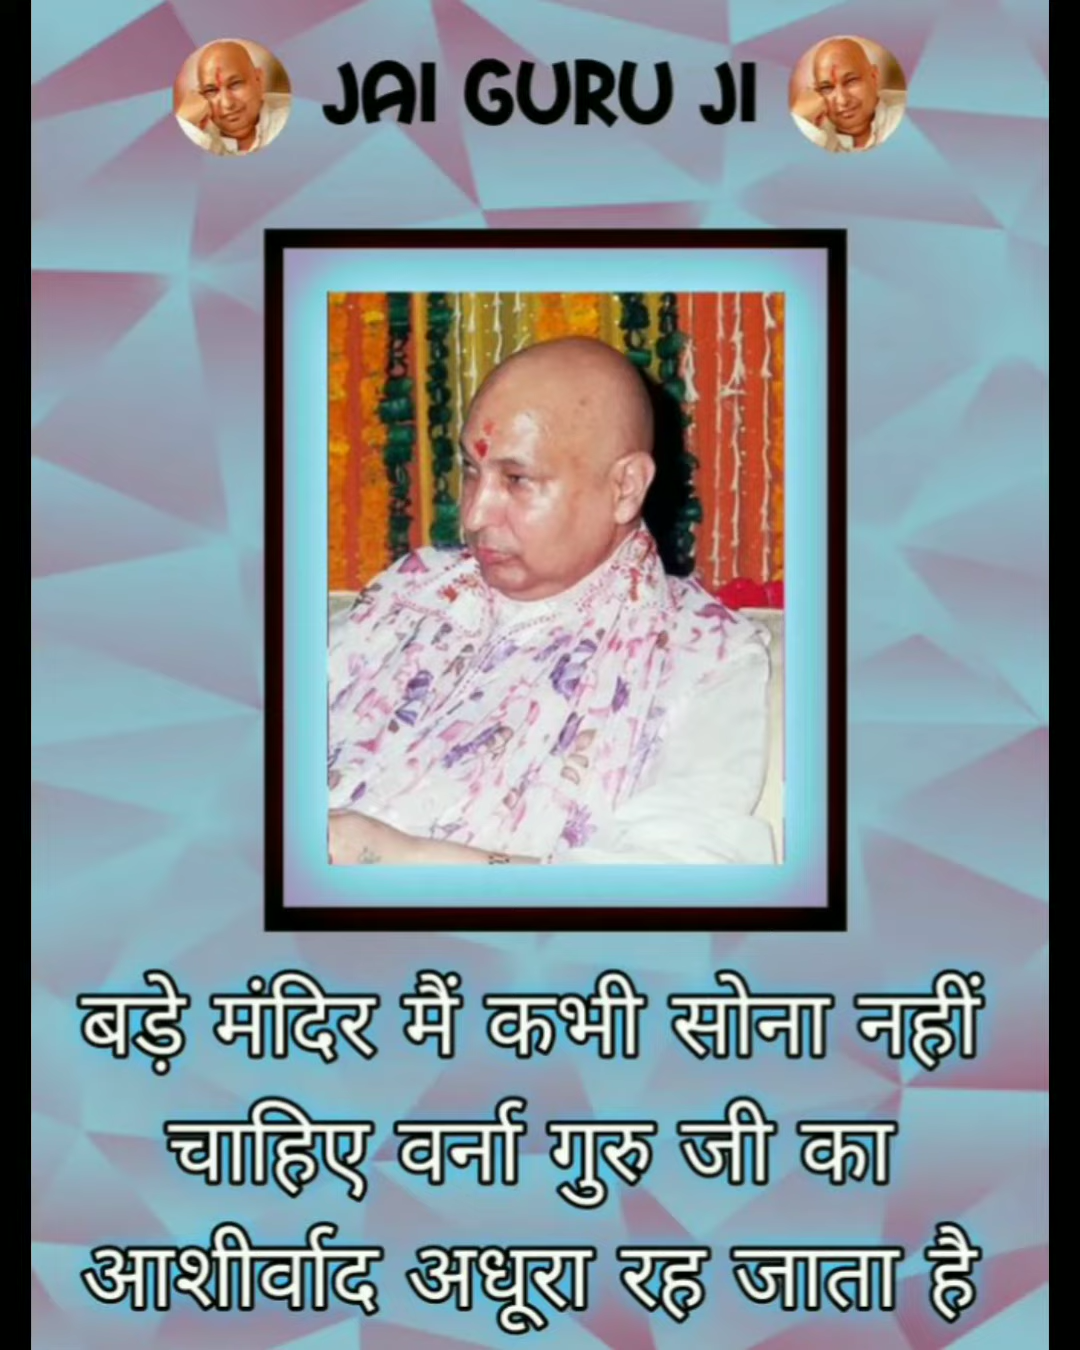 JAI GURU JI
बड़े मंदिर मैं कभी सोना नहीं
चाहिए वर्ना गुरु जी का
आशीर्वाद अधूरा रह जाता है